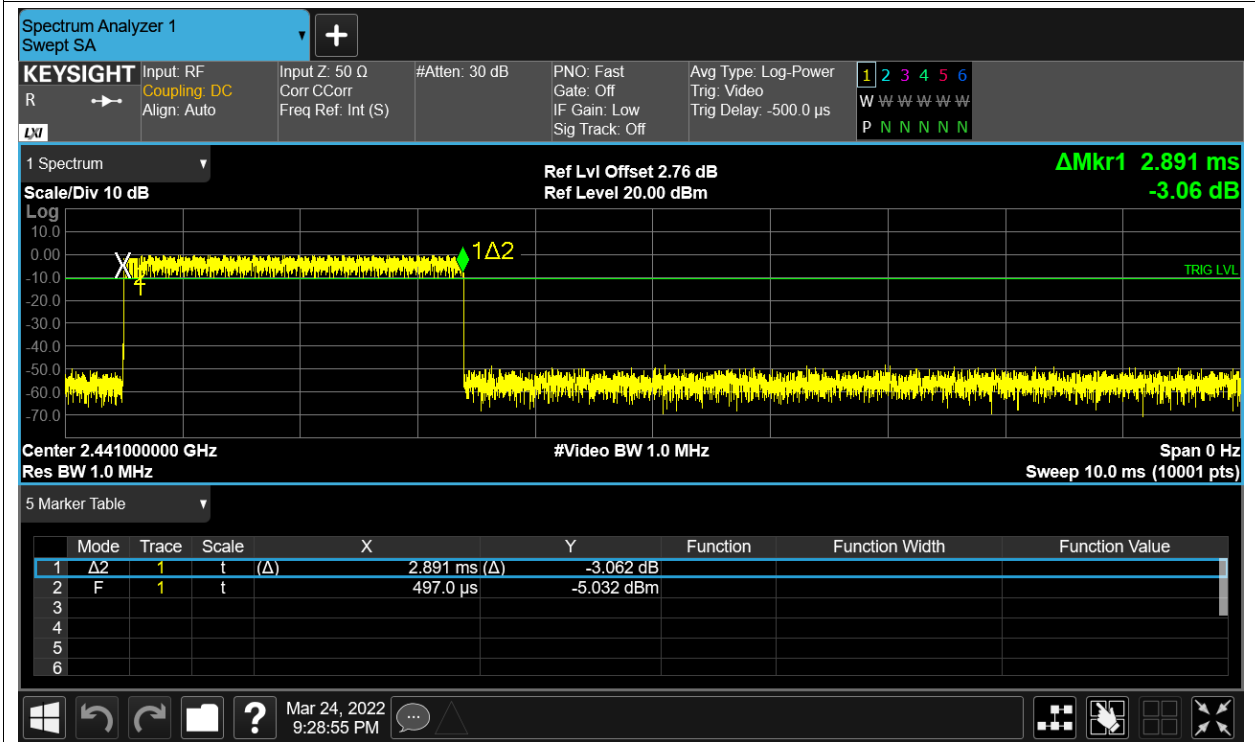 Spectrum Analyzer 1
Swept SA
KEYSIGHT
R
LXI
Input: RF
Coupling: DC
Align: Auto
Input Z: 50 Ω
Corr CCorr
Freq Ref: Int (S)
#Atten: 30 dB
PNO: Fast
Gate: Off
IF Gain: Low
Sig Track: Off
Avg Type: Log-Power
Trig: Video
Trig Delay: -500.0 µs
1 2 3 4 5 6
W W W W W W
P N N N N N
1 Spectrum
Scale/Div 10 dB
Ref Lvl Offset 2.76 dB
Ref Level 20.00 dBm
ΔMkr1 2.891 ms
-3.06 dB
Log
10.0
0.00
-10.0
-20.0
-30.0
-40.0
-50.0
-60.0
-70.0
X
2
1Δ2
TRIG LVL
Center 2.441000000 GHz
#Video BW 1.0 MHz
Span 0 Hz
Res BW 1.0 MHz
Sweep 10.0 ms (10001 pts)
5 Marker Table
Mode Trace Scale X Y Function Function Width Function Value
1 Δ2 1 t (Δ) 2.891 ms (Δ) -3.062 dB
2 F 1 t 497.0 µs -5.032 dBm
3
4
5
6
?
Mar 24, 2022
9:28:55 PM